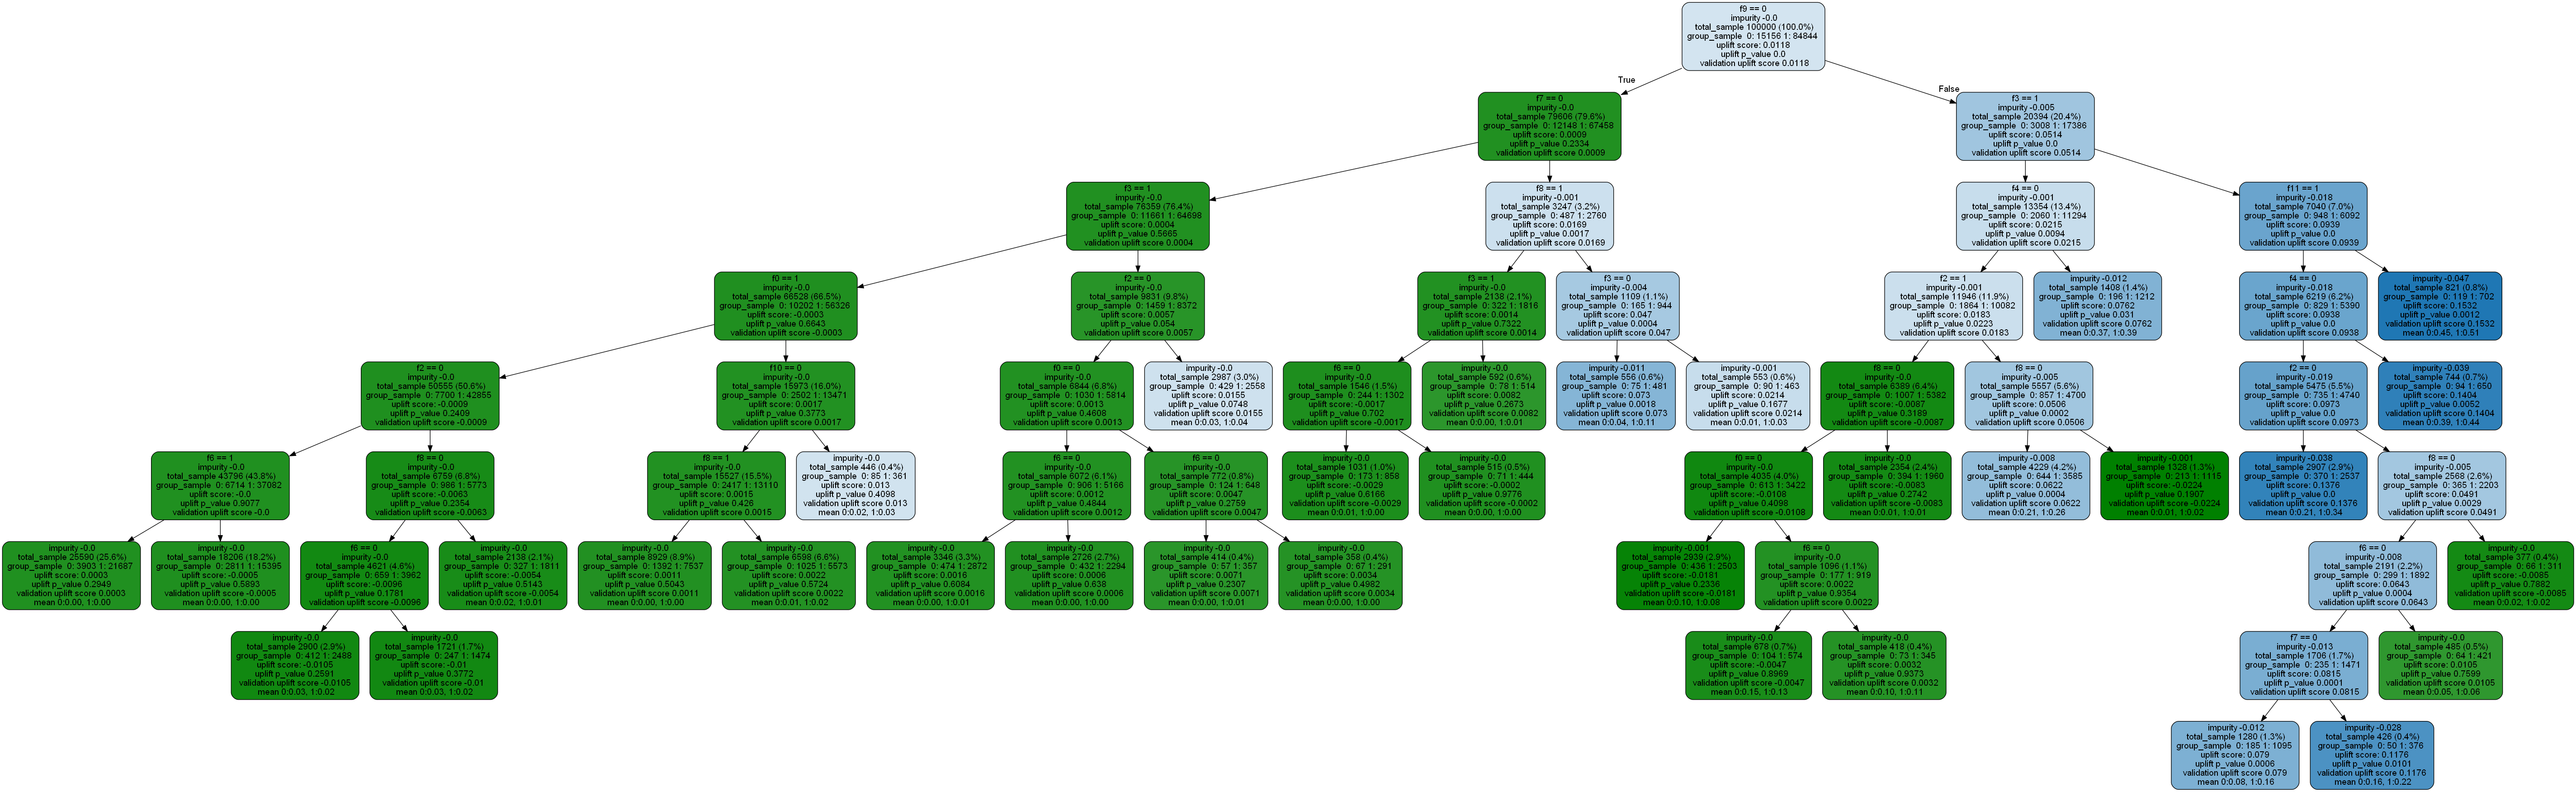 f9 == 0
impurity -0.0
total_sample 100000 (100.0%)
group_sample 0: 15156 1: 84844
uplift score: 0.0118
uplift p_value 0.0
validation uplift score 0.0118
True
False
f7 == 0
impurity -0.0
total_sample 79606 (79.6%)
group_sample 0: 12148 1: 67458
uplift score: 0.0009
uplift p_value 0.2334
validation uplift score 0.0009
f3 == 1
impurity -0.005
total_sample 20394 (20.4%)
group_sample 0: 3008 1: 17386
uplift score: 0.0514
uplift p_value 0.0
validation uplift score 0.0514
f3 == 1
impurity -0.0
total_sample 76359 (76.4%)
group_sample 0: 11661 1: 64698
uplift score: 0.0004
uplift p_value 0.5665
validation uplift score 0.0004
f8 == 1
impurity -0.001
total_sample 3247 (3.2%)
group_sample 0: 487 1: 2760
uplift score: 0.0169
uplift p_value 0.0017
validation uplift score 0.0169
f4 == 0
impurity -0.001
total_sample 13354 (13.4%)
group_sample 0: 2060 1: 11294
uplift score: 0.0215
uplift p_value 0.0094
validation uplift score 0.0215
f11 == 1
impurity -0.018
total_sample 7040 (7.0%)
group_sample 0: 948 1: 6092
uplift score: 0.0939
uplift p_value 0.0
validation uplift score 0.0939
f0 == 1
impurity -0.0
total_sample 66528 (66.5%)
group_sample 0: 10202 1: 56326
uplift score: -0.0003
uplift p_value 0.6643
validation uplift score -0.0003
f2 == 0
impurity -0.0
total_sample 9831 (9.8%)
group_sample 0: 1459 1: 8372
uplift score: 0.0057
uplift p_value 0.054
validation uplift score 0.0057
f3 == 1
impurity -0.0
total_sample 2138 (2.1%)
group_sample 0: 322 1: 1816
uplift score: 0.0014
uplift p_value 0.7322
validation uplift score 0.0014
f3 == 0
impurity -0.004
total_sample 1109 (1.1%)
group_sample 0: 165 1: 944
uplift score: 0.047
uplift p_value 0.0004
validation uplift score 0.047
f2 == 1
impurity -0.001
total_sample 11946 (11.9%)
group_sample 0: 1864 1: 10082
uplift score: 0.0183
uplift p_value 0.0223
validation uplift score 0.0183
impurity -0.012
total_sample 1408 (1.4%)
group_sample 0: 196 1: 1212
uplift score: 0.0762
uplift p_value 0.031
validation uplift score 0.0762
mean 0:0.37, 1:0.39
f4 == 0
impurity -0.018
total_sample 6219 (6.2%)
group_sample 0: 829 1: 5390
uplift score: 0.0938
uplift p_value 0.0
validation uplift score 0.0938
impurity -0.047
total_sample 821 (0.8%)
group_sample 0: 119 1: 702
uplift score: 0.1532
uplift p_value 0.0012
validation uplift score 0.1532
mean 0:0.45, 1:0.51
f2 == 0
impurity -0.0
total_sample 50555 (50.6%)
group_sample 0: 7700 1: 42855
uplift score: -0.0009
uplift p_value 0.2409
validation uplift score -0.0009
f10 == 0
impurity -0.0
total_sample 15973 (16.0%)
group_sample 0: 2502 1: 13471
uplift score: 0.0017
uplift p_value 0.3773
validation uplift score 0.0017
f0 == 0
impurity -0.0
total_sample 6844 (6.8%)
group_sample 0: 1030 1: 5814
uplift score: 0.0013
uplift p_value 0.4608
validation uplift score 0.0013
impurity -0.0
total_sample 2987 (3.0%)
group_sample 0: 429 1: 2558
uplift score: 0.0155
uplift p_value 0.0748
validation uplift score 0.0155
mean 0:0.03, 1:0.04
f6 == 0
impurity -0.0
total_sample 1546 (1.5%)
group_sample 0: 244 1: 1302
uplift score: -0.0017
uplift p_value 0.702
validation uplift score -0.0017
impurity -0.0
total_sample 592 (0.6%)
group_sample 0: 78 1: 514
uplift score: 0.0082
uplift p_value 0.2673
validation uplift score 0.0082
mean 0:0.00, 1:0.01
impurity -0.011
total_sample 556 (0.6%)
group_sample 0: 75 1: 481
uplift score: 0.073
uplift p_value 0.0018
validation uplift score 0.073
mean 0:0.04, 1:0.11
impurity -0.001
total_sample 553 (0.6%)
group_sample 0: 90 1: 463
uplift score: 0.0214
uplift p_value 0.1677
validation uplift score 0.0214
mean 0:0.01, 1:0.03
f8 == 0
impurity -0.0
total_sample 6389 (6.4%)
group_sample 0: 1007 1: 5382
uplift score: -0.0087
uplift p_value 0.3189
validation uplift score -0.0087
f8 == 0
impurity -0.005
total_sample 5557 (5.6%)
group_sample 0: 857 1: 4700
uplift score: 0.0506
uplift p_value 0.0002
validation uplift score 0.0506
f2 == 0
impurity -0.019
total_sample 5475 (5.5%)
group_sample 0: 735 1: 4740
uplift score: 0.0973
uplift p_value 0.0
validation uplift score 0.0973
impurity -0.039
total_sample 744 (0.7%)
group_sample 0: 94 1: 650
uplift score: 0.1404
uplift p_value 0.0052
validation uplift score 0.1404
mean 0:0.39, 1:0.44
f6 == 1
impurity -0.0
total_sample 43796 (43.8%)
group_sample 0: 6714 1: 37082
uplift score: -0.0
uplift p_value 0.9077
validation uplift score -0.0
f8 == 0
impurity -0.0
total_sample 6759 (6.8%)
group_sample 0: 986 1: 5773
uplift score: -0.0063
uplift p_value 0.2354
validation uplift score -0.0063
f8 == 1
impurity -0.0
total_sample 15527 (15.5%)
group_sample 0: 2417 1: 13110
uplift score: 0.0015
uplift p_value 0.426
validation uplift score 0.0015
impurity -0.0
total_sample 446 (0.4%)
group_sample 0: 85 1: 361
uplift score: 0.013
uplift p_value 0.4098
validation uplift score 0.013
mean 0:0.02, 1:0.03
f6 == 0
impurity -0.0
total_sample 6072 (6.1%)
group_sample 0: 906 1: 5166
uplift score: 0.0012
uplift p_value 0.4844
validation uplift score 0.0012
f6 == 0
impurity -0.0
total_sample 772 (0.8%)
group_sample 0: 124 1: 648
uplift score: 0.0047
uplift p_value 0.2759
validation uplift score 0.0047
impurity -0.0
total_sample 1031 (1.0%)
group_sample 0: 173 1: 858
uplift score: -0.0029
uplift p_value 0.6166
validation uplift score -0.0029
mean 0:0.01, 1:0.00
impurity -0.0
total_sample 515 (0.5%)
group_sample 0: 71 1: 444
uplift score: -0.0002
uplift p_value 0.9776
validation uplift score -0.0002
mean 0:0.00, 1:0.00
f0 == 0
impurity -0.0
total_sample 4035 (4.0%)
group_sample 0: 613 1: 3422
uplift score: -0.0108
uplift p_value 0.4098
validation uplift score -0.0108
impurity -0.0
total_sample 2354 (2.4%)
group_sample 0: 394 1: 1960
uplift score: -0.0083
uplift p_value 0.2742
validation uplift score -0.0083
mean 0:0.01, 1:0.01
impurity -0.008
total_sample 4229 (4.2%)
group_sample 0: 644 1: 3585
uplift score: 0.0622
uplift p_value 0.0004
validation uplift score 0.0622
mean 0:0.21, 1:0.26
impurity -0.001
total_sample 1328 (1.3%)
group_sample 0: 213 1: 1115
uplift score: -0.0224
uplift p_value 0.1907
validation uplift score -0.0224
mean 0:0.01, 1:0.02
impurity -0.038
total_sample 2907 (2.9%)
group_sample 0: 370 1: 2537
uplift score: 0.1376
uplift p_value 0.0
validation uplift score 0.1376
mean 0:0.21, 1:0.34
f8 == 0
impurity -0.005
total_sample 2568 (2.6%)
group_sample 0: 365 1: 2203
uplift score: 0.0491
uplift p_value 0.0029
validation uplift score 0.0491
impurity -0.0
total_sample 25590 (25.6%)
group_sample 0: 3903 1: 21687
uplift score: 0.0003
uplift p_value 0.2949
validation uplift score 0.0003
mean 0:0.00, 1:0.00
impurity -0.0
total_sample 18206 (18.2%)
group_sample 0: 2811 1: 15395
uplift score: -0.0005
uplift p_value 0.5893
validation uplift score -0.0005
mean 0:0.00, 1:0.00
f6 == 0
impurity -0.0
total_sample 4621 (4.6%)
group_sample 0: 659 1: 3962
uplift score: -0.0096
uplift p_value 0.1781
validation uplift score -0.0096
impurity -0.0
total_sample 2138 (2.1%)
group_sample 0: 327 1: 1811
uplift score: -0.0054
uplift p_value 0.5143
validation uplift score -0.0054
mean 0:0.02, 1:0.01
impurity -0.0
total_sample 8929 (8.9%)
group_sample 0: 1392 1: 7537
uplift score: 0.0011
uplift p_value 0.5043
validation uplift score 0.0011
mean 0:0.00, 1:0.00
impurity -0.0
total_sample 6598 (6.6%)
group_sample 0: 1025 1: 5573
uplift score: 0.0022
uplift p_value 0.5724
validation uplift score 0.0022
mean 0:0.01, 1:0.02
impurity -0.0
total_sample 3346 (3.3%)
group_sample 0: 474 1: 2872
uplift score: 0.0016
uplift p_value 0.6084
validation uplift score 0.0016
mean 0:0.00, 1:0.01
impurity -0.0
total_sample 2726 (2.7%)
group_sample 0: 432 1: 2294
uplift score: 0.0006
uplift p_value 0.638
validation uplift score 0.0006
mean 0:0.00, 1:0.00
impurity -0.0
total_sample 414 (0.4%)
group_sample 0: 57 1: 357
uplift score: 0.0071
uplift p_value 0.2307
validation uplift score 0.0071
mean 0:0.00, 1:0.01
impurity -0.0
total_sample 358 (0.4%)
group_sample 0: 67 1: 291
uplift score: 0.0034
uplift p_value 0.4982
validation uplift score 0.0034
mean 0:0.00, 1:0.00
impurity -0.001
total_sample 2939 (2.9%)
group_sample 0: 436 1: 2503
uplift score: -0.0181
uplift p_value 0.2336
validation uplift score -0.0181
mean 0:0.10, 1:0.08
f6 == 0
impurity -0.0
total_sample 1096 (1.1%)
group_sample 0: 177 1: 919
uplift score: 0.0022
uplift p_value 0.9354
validation uplift score 0.0022
f6 == 0
impurity -0.008
total_sample 2191 (2.2%)
group_sample 0: 299 1: 1892
uplift score: 0.0643
uplift p_value 0.0004
validation uplift score 0.0643
impurity -0.0
total_sample 377 (0.4%)
group_sample 0: 66 1: 311
uplift score: -0.0085
uplift p_value 0.7882
validation uplift score -0.0085
mean 0:0.02, 1:0.02
impurity -0.0
total_sample 2900 (2.9%)
group_sample 0: 412 1: 2488
uplift score: -0.0105
uplift p_value 0.2591
validation uplift score -0.0105
mean 0:0.03, 1:0.02
impurity -0.0
total_sample 1721 (1.7%)
group_sample 0: 247 1: 1474
uplift score: -0.01
uplift p_value 0.3772
validation uplift score -0.01
mean 0:0.03, 1:0.02
impurity -0.0
total_sample 678 (0.7%)
group_sample 0: 104 1: 574
uplift score: -0.0047
uplift p_value 0.8969
validation uplift score -0.0047
mean 0:0.15, 1:0.13
impurity -0.0
total_sample 418 (0.4%)
group_sample 0: 73 1: 345
uplift score: 0.0032
uplift p_value 0.9373
validation uplift score 0.0032
mean 0:0.10, 1:0.11
f7 == 0
impurity -0.013
total_sample 1706 (1.7%)
group_sample 0: 235 1: 1471
uplift score: 0.0815
uplift p_value 0.0001
validation uplift score 0.0815
impurity -0.0
total_sample 485 (0.5%)
group_sample 0: 64 1: 421
uplift score: 0.0105
uplift p_value 0.7599
validation uplift score 0.0105
mean 0:0.05, 1:0.06
impurity -0.012
total_sample 1280 (1.3%)
group_sample 0: 185 1: 1095
uplift score: 0.079
uplift p_value 0.0006
validation uplift score 0.079
mean 0:0.08, 1:0.16
impurity -0.028
total_sample 426 (0.4%)
group_sample 0: 50 1: 376
uplift score: 0.1176
uplift p_value 0.0101
validation uplift score 0.1176
mean 0:0.16, 1:0.22